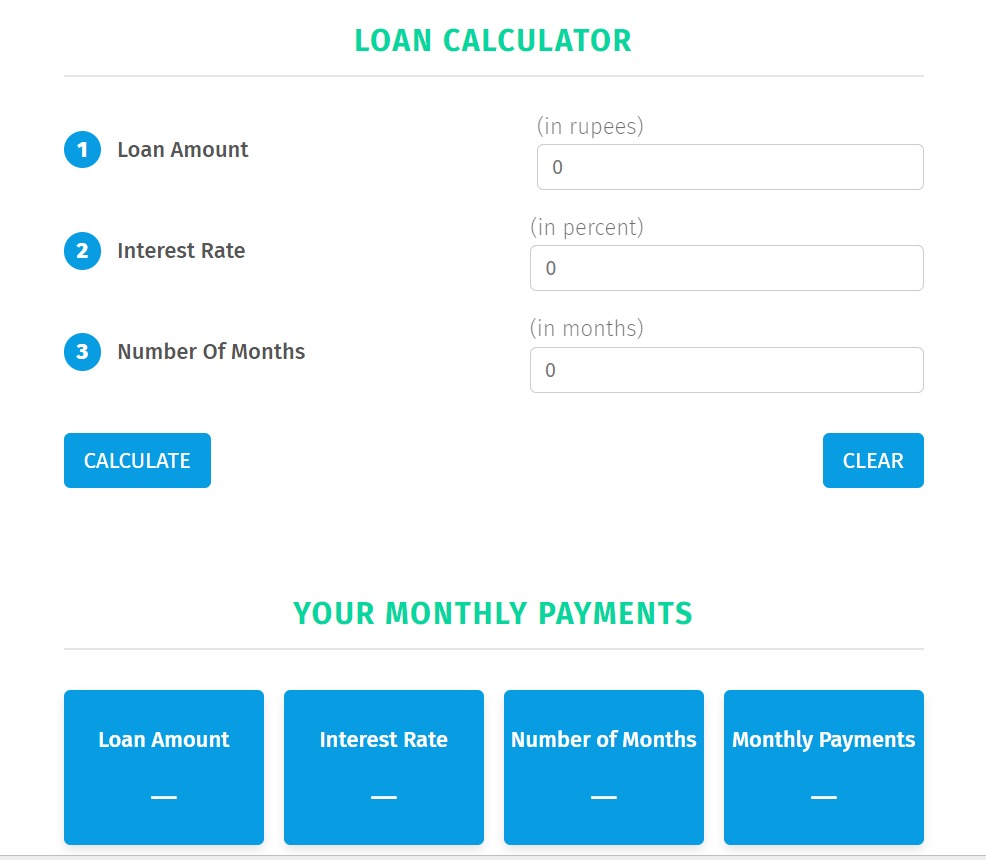 LOAN CALCULATOR
(in rupees)
1 Loan Amount
0
(in percent)
2 Interest Rate
0
(in months)
3 Number Of Months
0
CALCULATE CLEAR
YOUR MONTHLY PAYMENTS
Loan Amount Interest Rate Number of Months Monthly Payments
— — — —